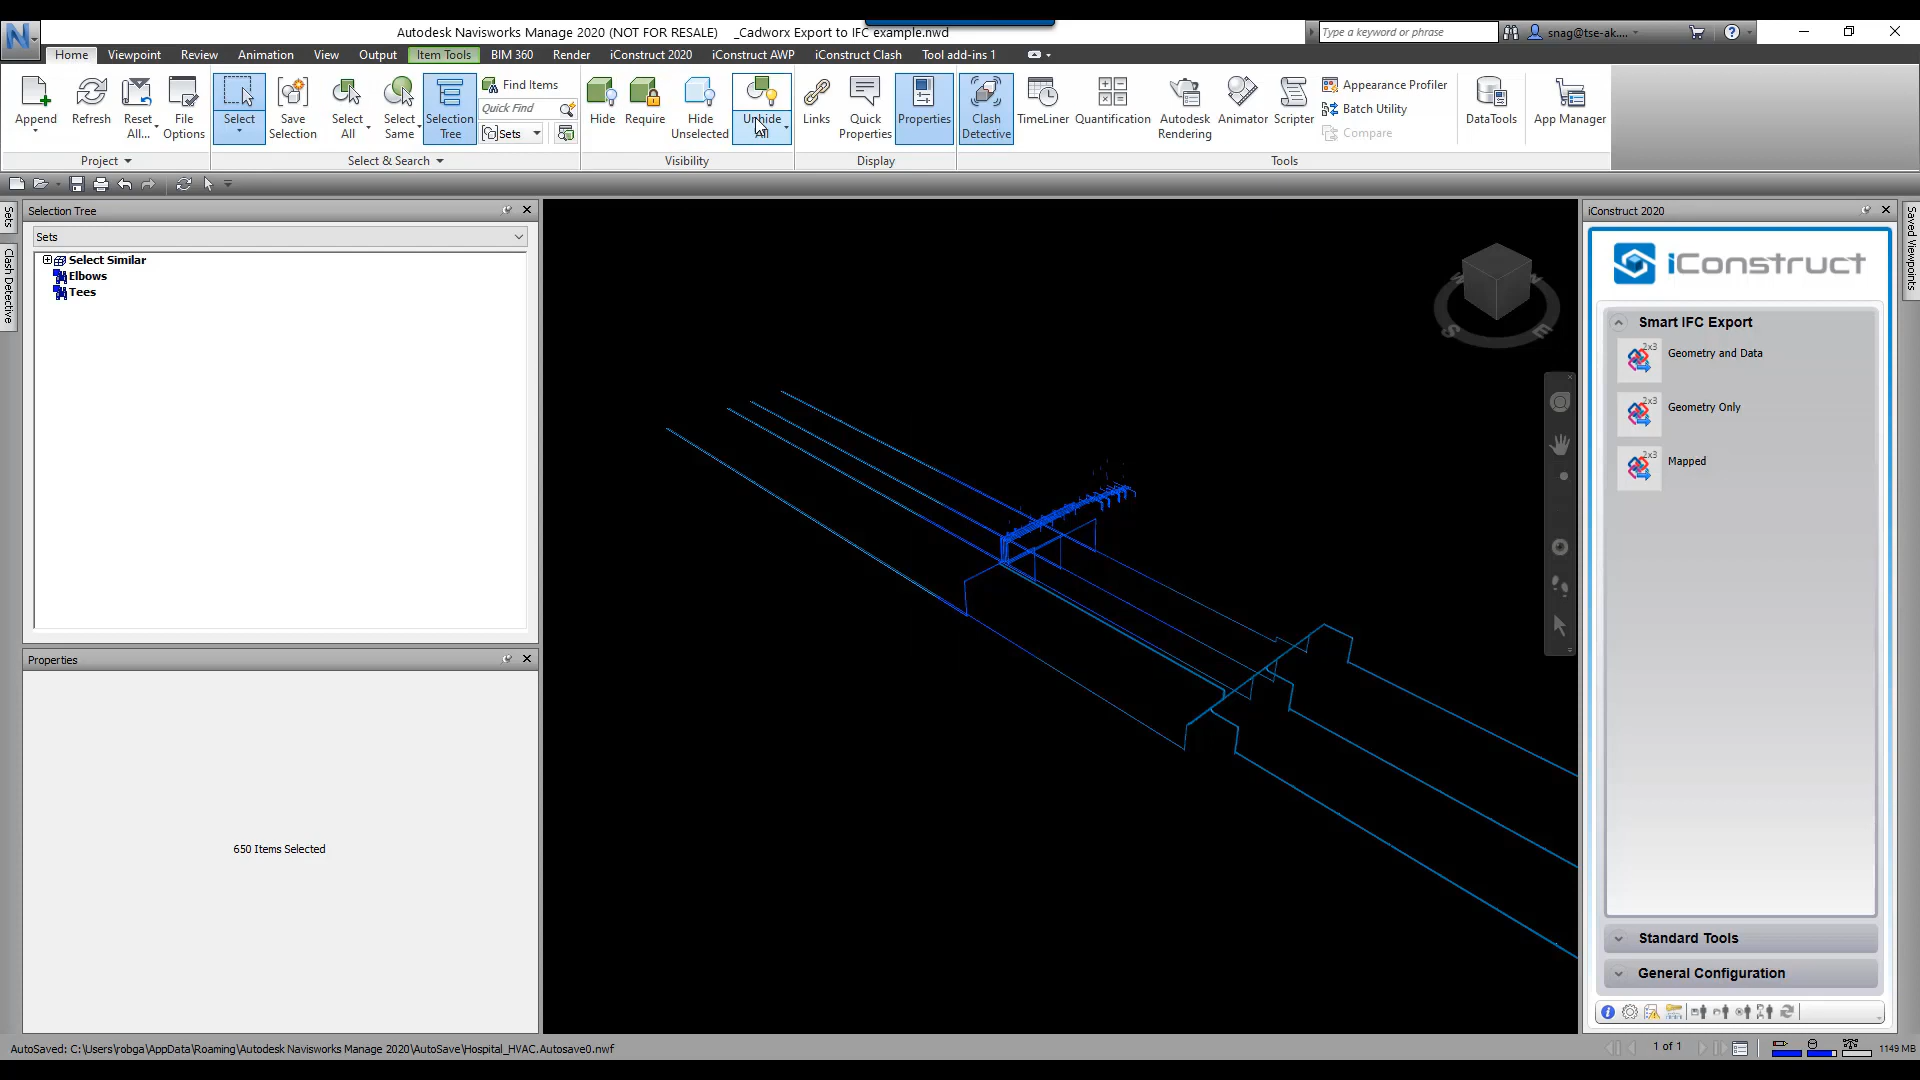 Autodesk Navisworks Manage 2020 (NOT FOR RESALE) _Cadworx Export to IFC example.nwd
Type a keyword or phrase
snag@tse-ak....
Home Viewpoint Review Animation View Output Item Tools BIM 360 Render iConstruct 2020 iConstruct AWP iConstruct Clash Tool add-ins 1
Append
Refresh
Reset All...
File Options
Select
Save Selection
Select All
Select Same
Selection Tree
Find Items
Quick Find
Sets
Hide
Require
Hide Unselected
Unhide All
Links
Quick Properties
Properties
Clash Detective
TimeLiner
Quantification
Autodesk Rendering
Animator
Scripter
Appearance Profiler
Batch Utility
Compare
DataTools
App Manager
Project
Select & Search
Visibility
Display
Tools
Sets
Clash Detective
Selection Tree
Sets
Select Similar
Elbows
Tees
Properties
650 Items Selected
S
E
iConstruct 2020
iConstruct
Smart IFC Export
2x3
Geometry and Data
2x3
Geometry Only
2x3
Mapped
Standard Tools
General Configuration
Saved Viewpoints
AutoSaved: C:\Users\robga\AppData\Roaming\Autodesk Navisworks Manage 2020\AutoSave\Hospital_HVAC.Autosave0.nwf
1 of 1
1149 MB